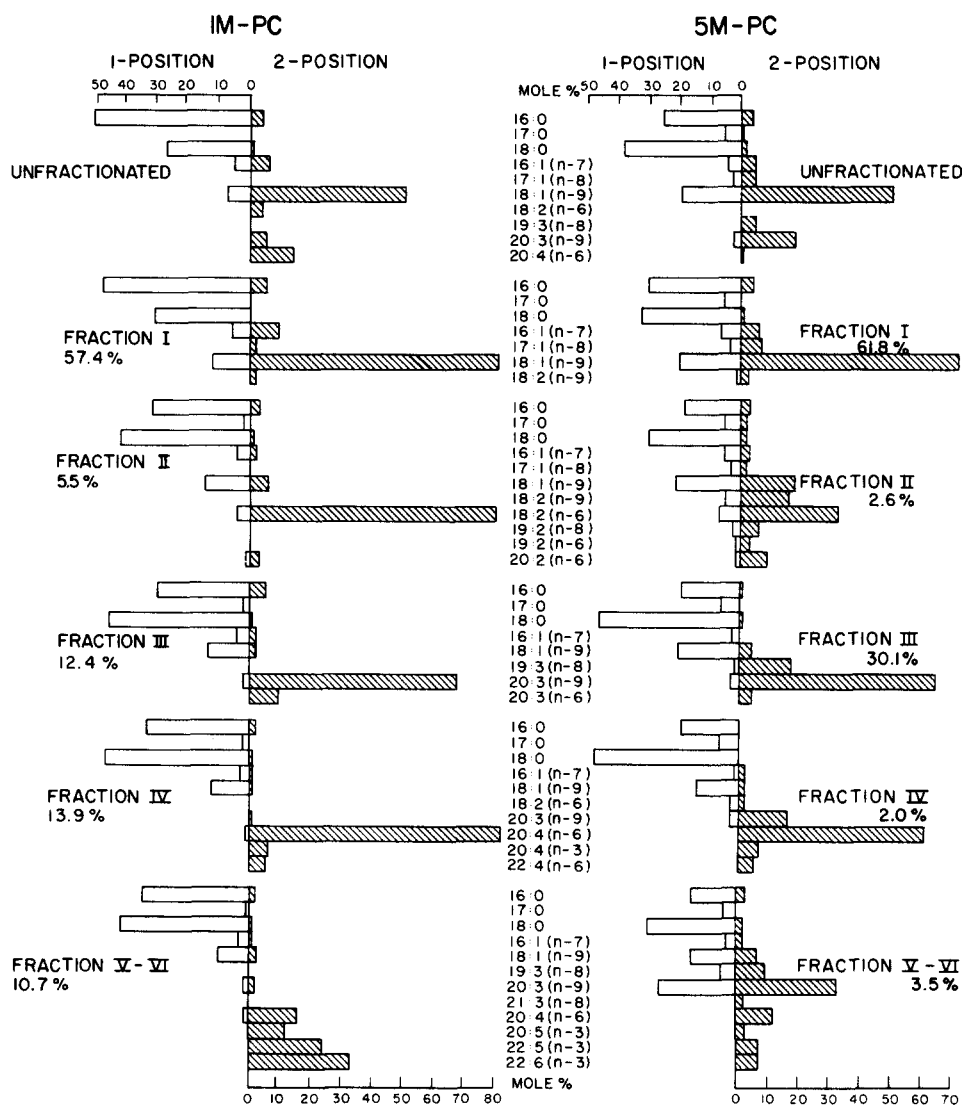 1M-PC 5M-PC
1-POSITION 2-POSITION 1-POSITION 2-POSITION
50 40 30 20 10 0 MOLE % 50 40 30 20 10 0
16:0
17:0
18:0
UNFRACTIONATED 16:1(n-7) UNFRACTIONATED
17:1(n-8)
18:1(n-9)
18:2(n-6)
19:3(n-8)
20:3(n-9)
20:4(n-6)
16:0
17:0
18:0
FRACTION I 16:1(n-7) FRACTION I
57.4% 17:1(n-8) 61.8%
18:1(n-9)
18:2(n-9)
16:0
17:0
18:0
16:1(n-7)
FRACTION II 17:1(n-8)
5.5% 18:1(n-9) FRACTION II
18:2(n-9) 2.6%
18:2(n-6)
19:2(n-8)
19:2(n-6)
20:2(n-6)
16:0
17:0
18:0
FRACTION III 16:1(n-7) FRACTION III
12.4% 18:1(n-9) 30.1%
19:3(n-8)
20:3(n-9)
20:3(n-6)
16:0
17:0
18:0
16:1(n-7)
FRACTION IV 18:1(n-9) FRACTION IV
13.9% 18:2(n-6) 2.0%
20:3(n-9)
20:4(n-6)
20:4(n-3)
22:4(n-6)
16:0
17:0
18:0
16:1(n-7)
FRACTION V-VI 18:1(n-9) FRACTION V-VI
10.7% 19:3(n-8) 3.5%
20:3(n-9)
21:3(n-8)
20:4(n-6)
20:5(n-3)
22:5(n-3)
22:6(n-3)
0 10 20 30 40 50 60 70 80 MOLE % 0 10 20 30 40 50 60 70